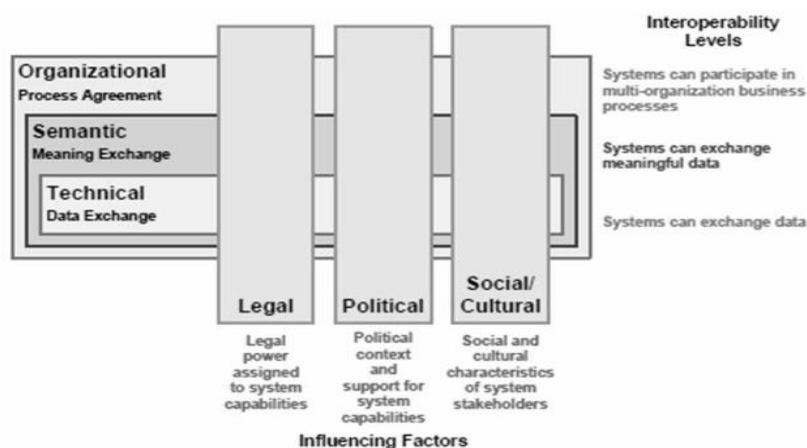 Interoperability
Levels
Organizational
Process Agreement
Systems can participate in
multi-organization business
processes
Semantic
Meaning Exchange
Systems can exchange
meaningful data
Technical
Data Exchange
Systems can exchange data
Legal
Political
Social/
Cultural
Legal
power
assigned
to system
capabilities
Political
context
and
support for
system
capabilities
Social and
cultural
characteristics
of system
stakeholders
Influencing Factors